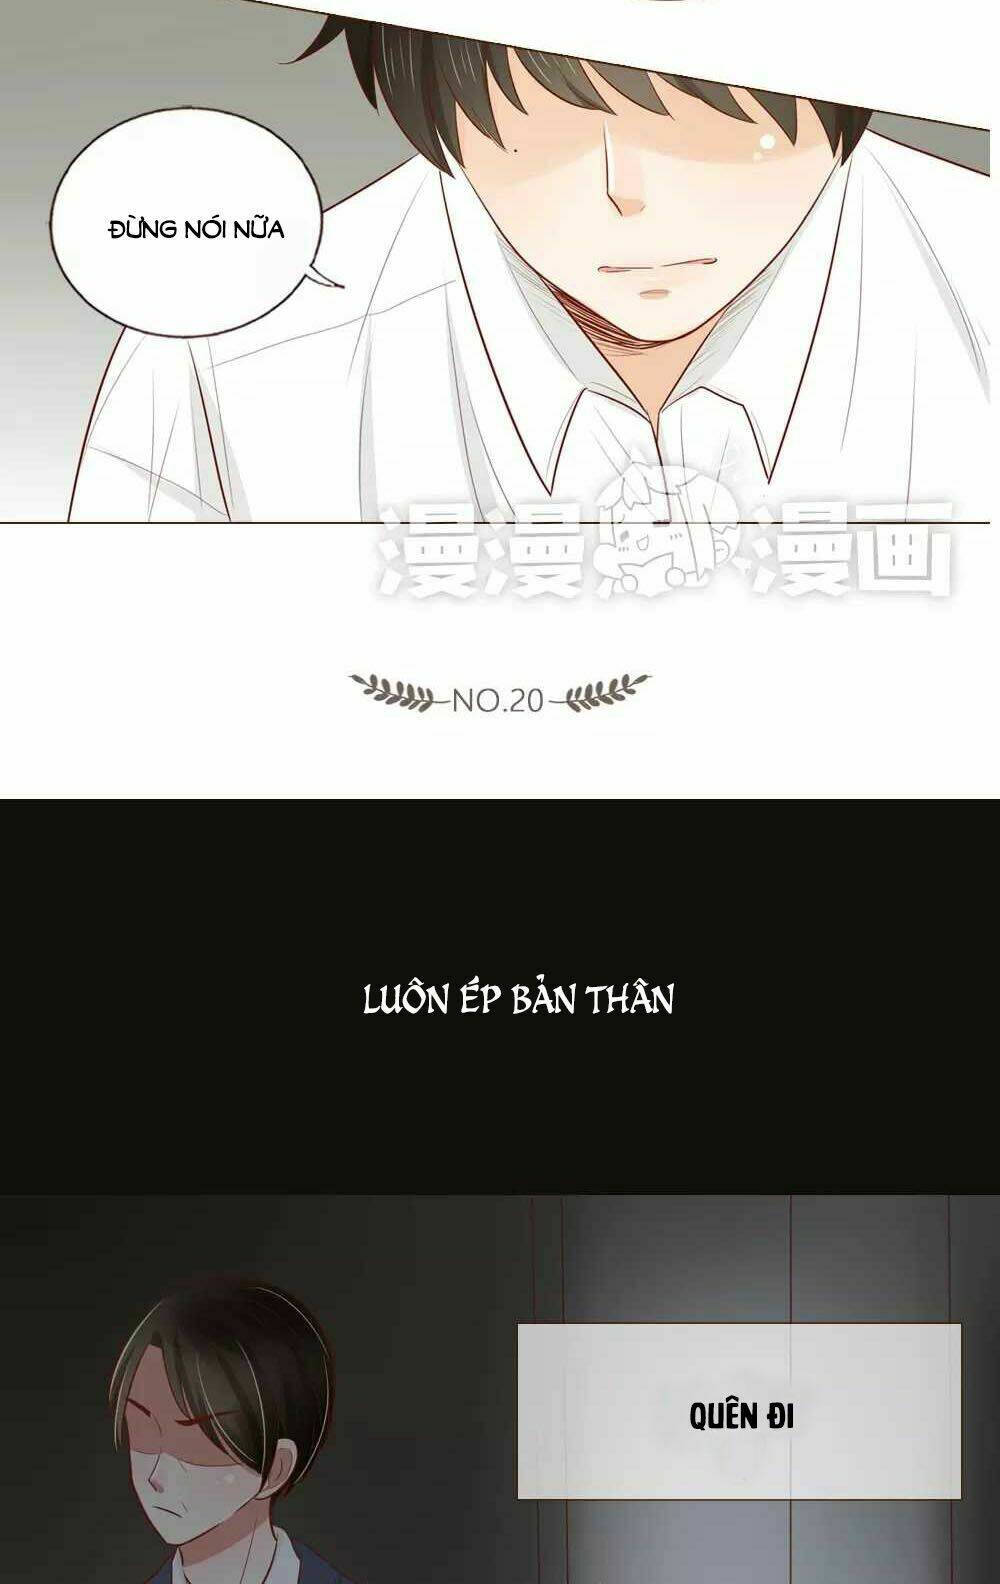 ĐỪNG NÓI NỮA
漫漫漫画
NO.20
LUÔN ÉP BẢN THÂN
QUÊN ĐI